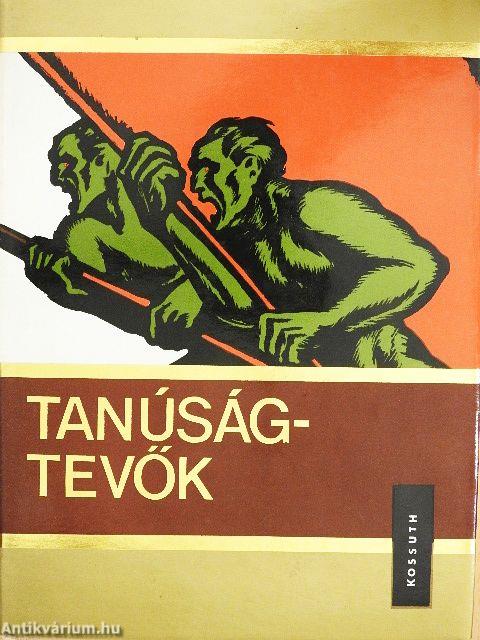 TANÚSÁG-
TEVŐK
KOSSUTH
Antikvárium.hu